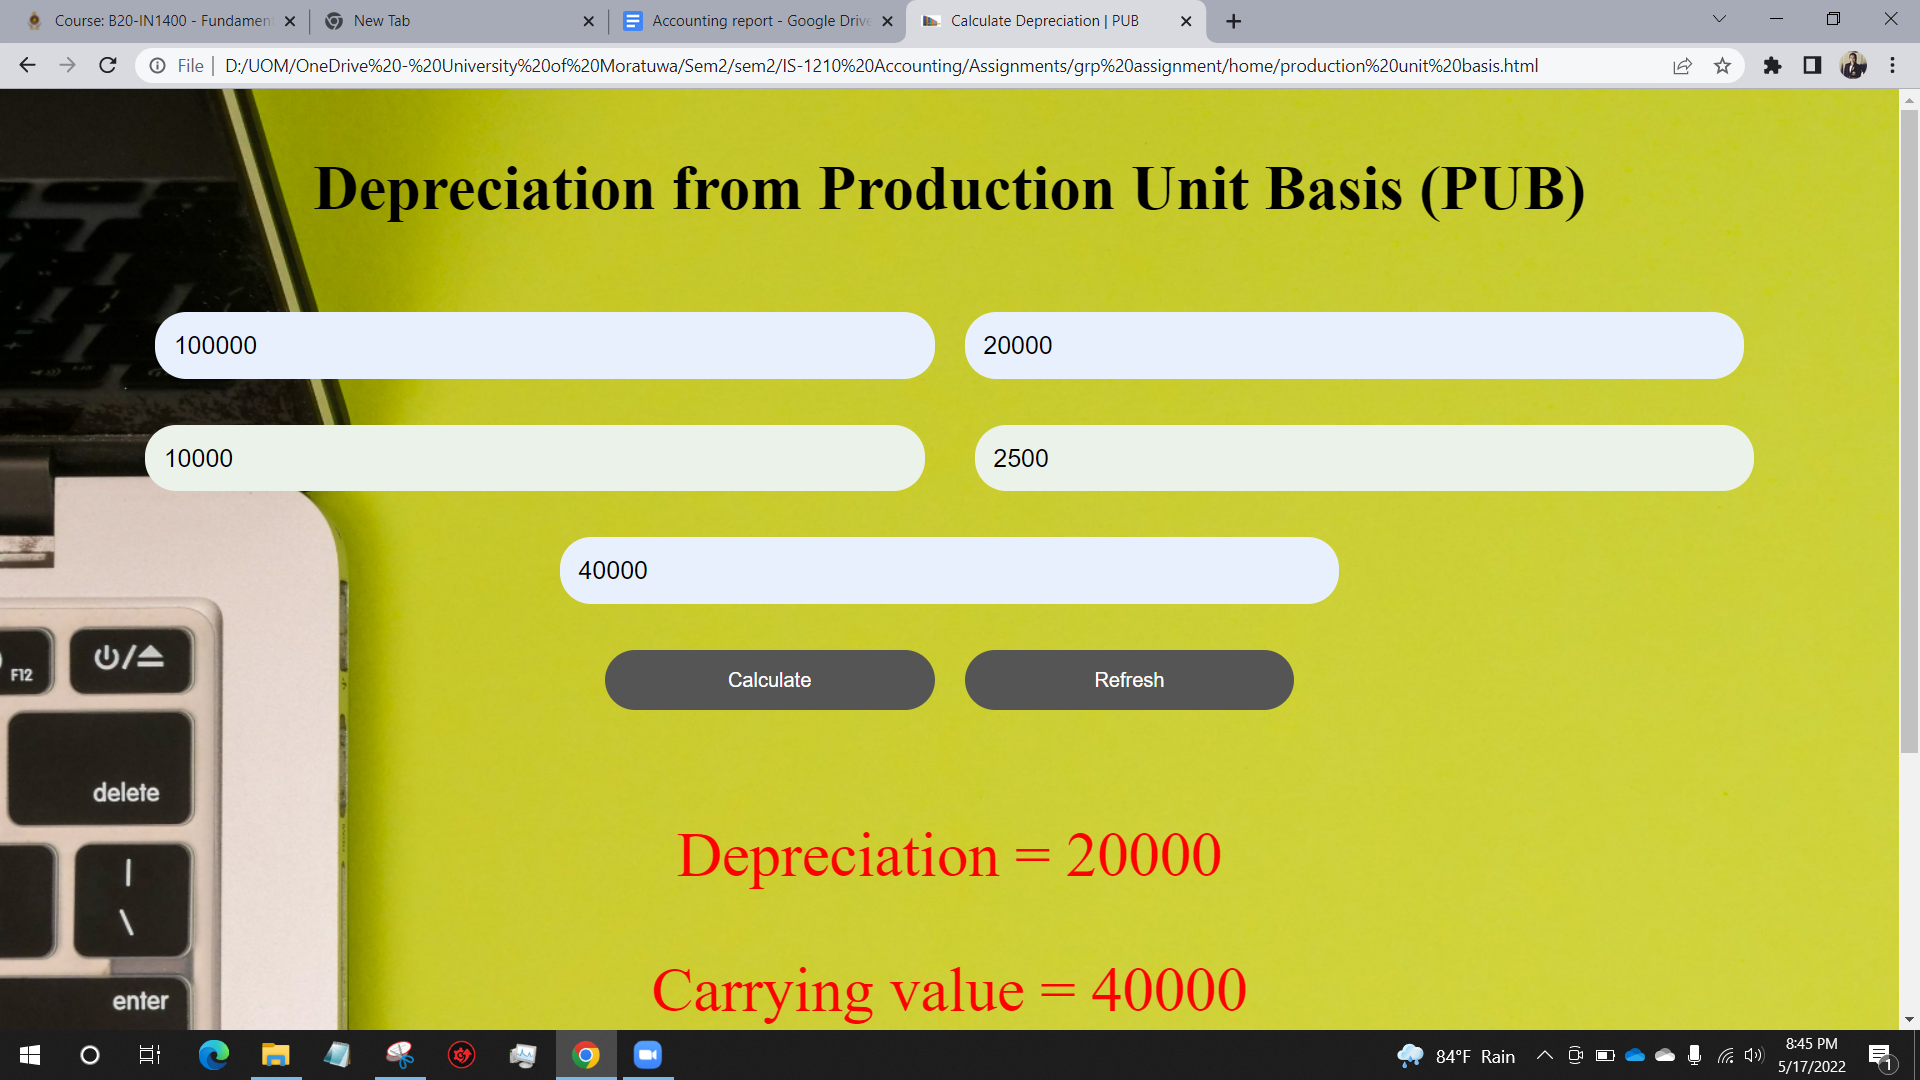 Course: B20-IN1400 - Fundamen
New Tab
Accounting report - Google Drive
Calculate Depreciation | PUB
File
D:/UOM/OneDrive%20-%20University%20of%20Moratuwa/Sem2/sem2/IS-1210%20Accounting/Assignments/grp%20assignment/home/production%20unit%20basis.html
Depreciation from Production Unit Basis (PUB)
100000
20000
10000
2500
40000
Calculate
Refresh
F12
delete
|
\
enter
Depreciation = 20000
Carrying value = 40000
84°F Rain
8:45 PM
5/17/2022
1